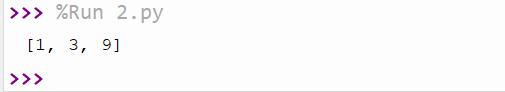 >>> %Run 2.py
[1, 3, 9]
>>>